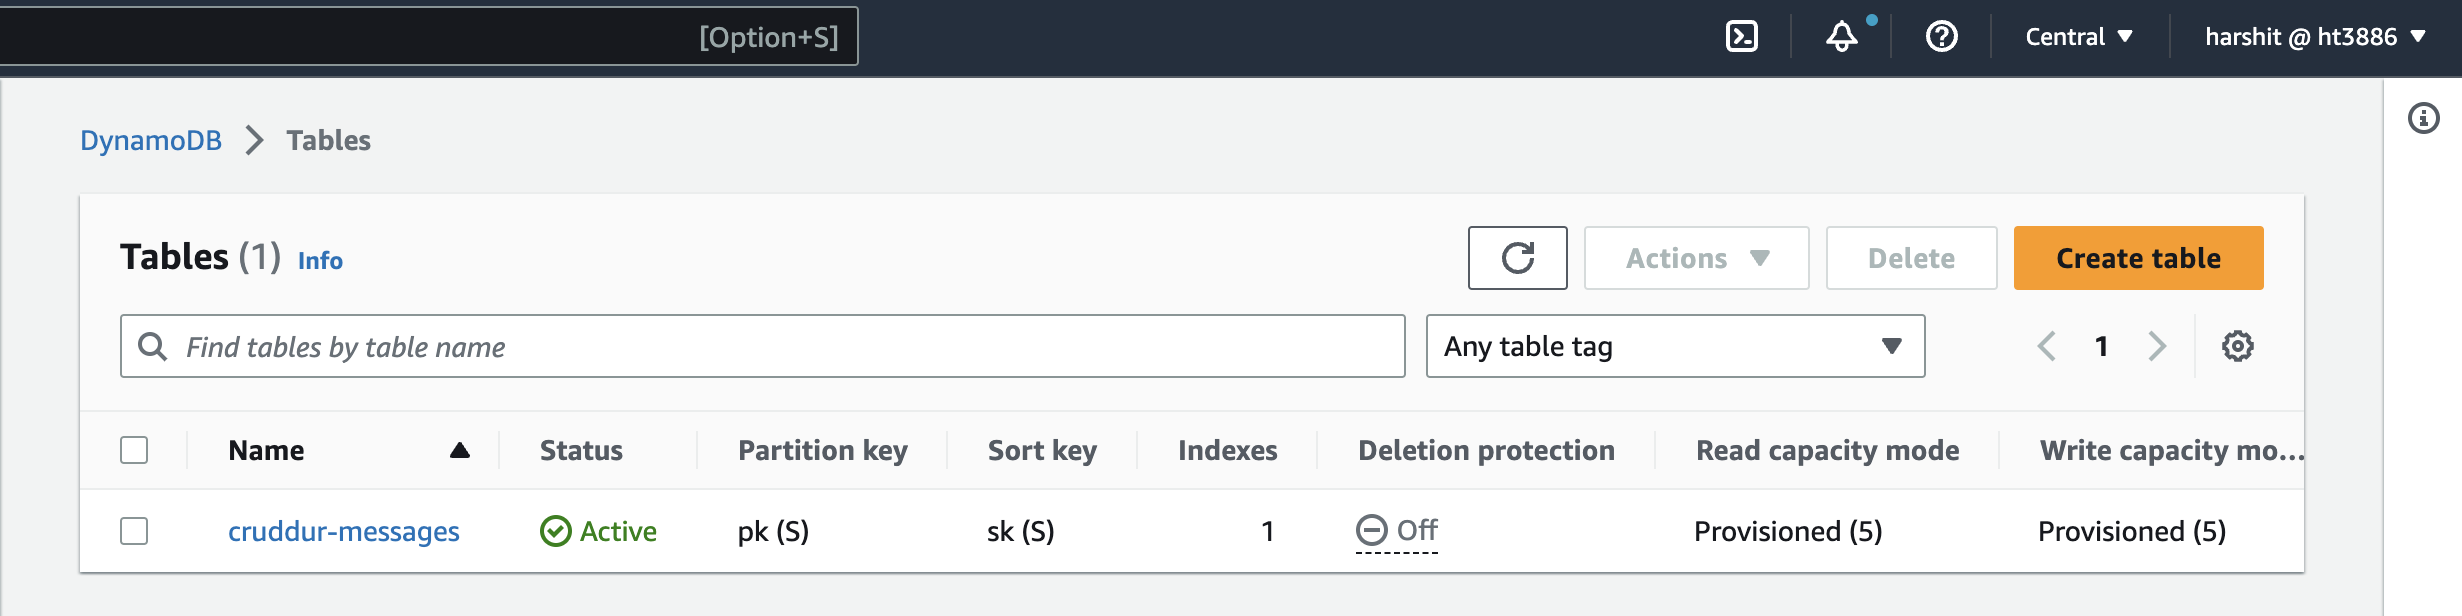 [Option+S] Central harshit @ ht3886
DynamoDB Tables
Tables (1) Info Actions Delete Create table
Find tables by table name Any table tag 1
Name Status Partition key Sort key Indexes Deletion protection Read capacity mode Write capacity mo...
cruddur-messages Active pk (S) sk (S) 1 Off Provisioned (5) Provisioned (5)